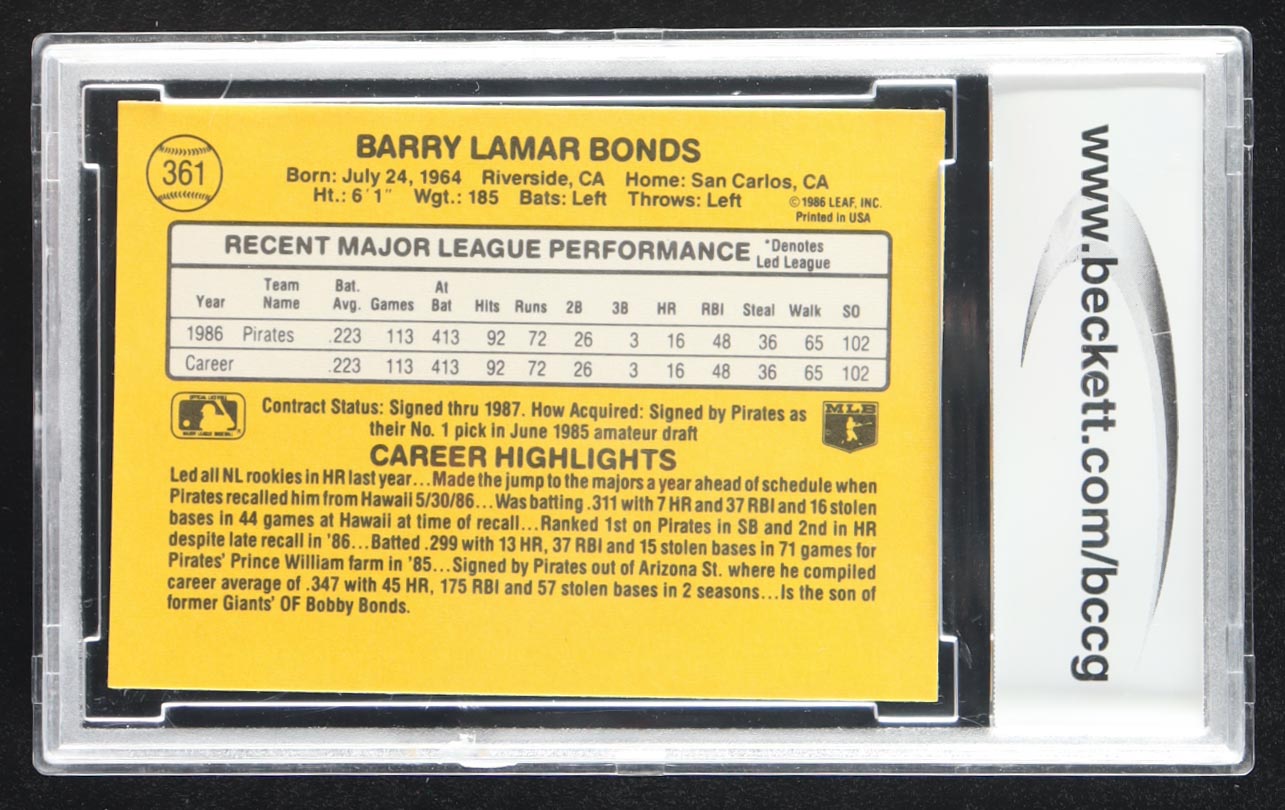 361
BARRY LAMAR BONDS
Born: July 24, 1964 Riverside, CA Home: San Carlos, CA
Ht.: 6'1" Wgt.: 185 Bats: Left Throws: Left
©1986 LEAF, INC.
Printed in USA
RECENT MAJOR LEAGUE PERFORMANCE
*Denotes
Led League
Year Team Name Bat. Avg. Games At Bat Hits Runs 2B 3B HR RBI Steal Walk SO
1986 Pirates .223 113 413 92 72 26 3 16 48 36 65 102
Career .223 113 413 92 72 26 3 16 48 36 65 102
Contract Status: Signed thru 1987. How Acquired: Signed by Pirates as
their No. 1 pick in June 1985 amateur draft
MLB
CAREER HIGHLIGHTS
Led all NL rookies in HR last year...Made the jump to the majors a year ahead of schedule when
Pirates recalled him from Hawaii 5/30/86...Was batting .311 with 7 HR and 37 RBI and 16 stolen
bases in 44 games at Hawaii at time of recall...Ranked 1st on Pirates in SB and 2nd in HR
despite late recall in '86...Batted .299 with 13 HR, 37 RBI and 15 stolen bases in 71 games for
Pirates' Prince William farm in '85...Signed by Pirates out of Arizona St. where he compiled
career average of .347 with 45 HR, 175 RBI and 57 stolen bases in 2 seasons...Is the son of
former Giants' OF Bobby Bonds.
www.beckett.com/bccg